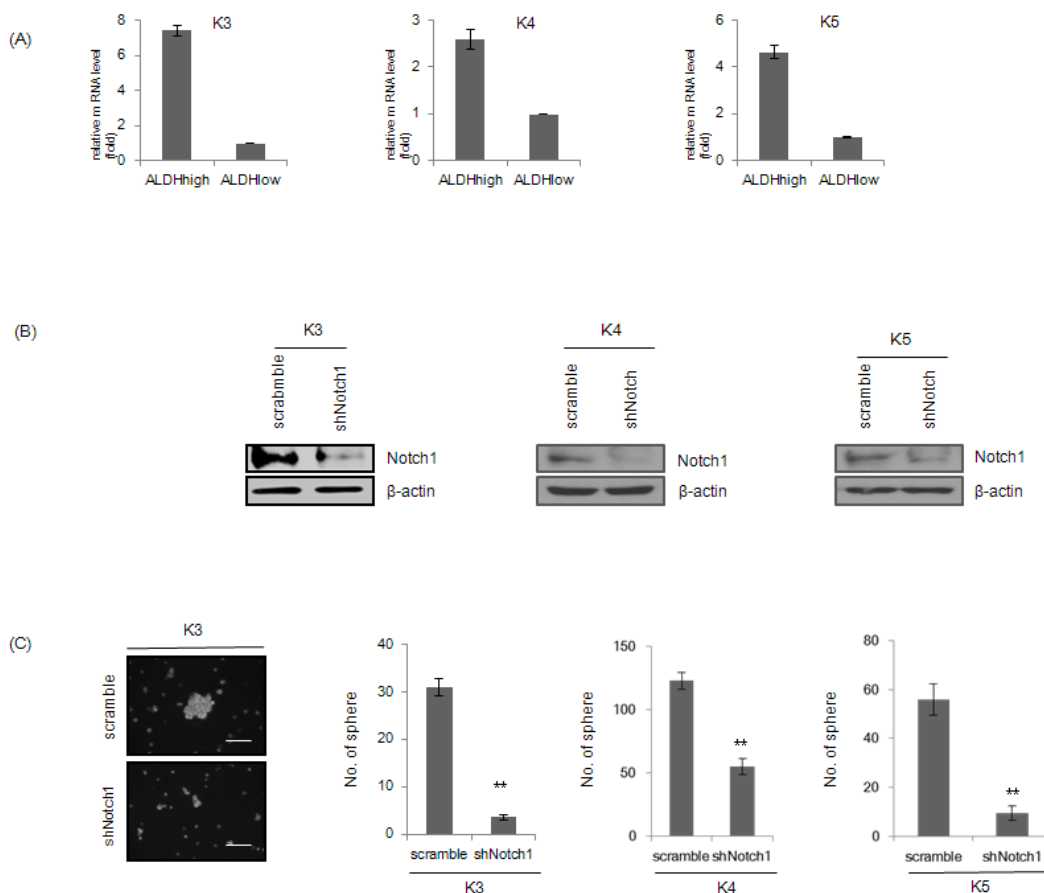 (A)
K3
relative m RNA level
(fold)
8
6
4
2
0
ALDHhigh ALDHlow
K4
relative m RNA level
(fold)
3
2
1
0
ALDHhigh ALDHlow
K5
relative m RNA level
(fold)
6
4
2
0
ALDHhigh ALDHlow
(B)
K3
scrabmble
shNotch1
Notch1
β-actin
K4
scramble
shNotch
Notch1
β-actin
K5
scramble
shNotch
Notch1
β-actin
(C)
K3
scramble
shNotch1
No. of sphere
40
30
20
10
0
**
scramble shNotch1
K3
No. of sphere
150
100
50
0
**
scramble shNotch1
K4
No. of sphere
80
60
40
20
0
**
scramble shNotch1
K5